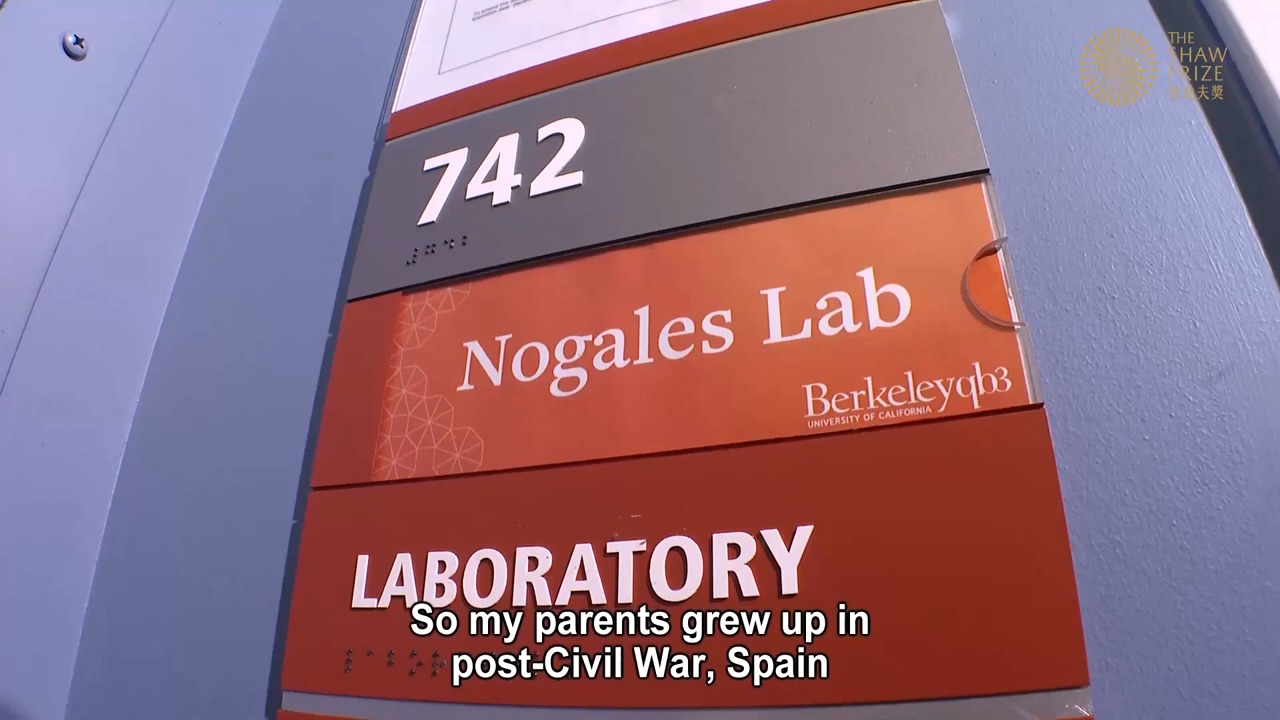 THE
SHAW
PRIZE
742
Nogales Lab
Berkeleyqb3
UNIVERSITY OF CALIFORNIA
LABORATORY
So my parents grew up in
post-Civil War, Spain